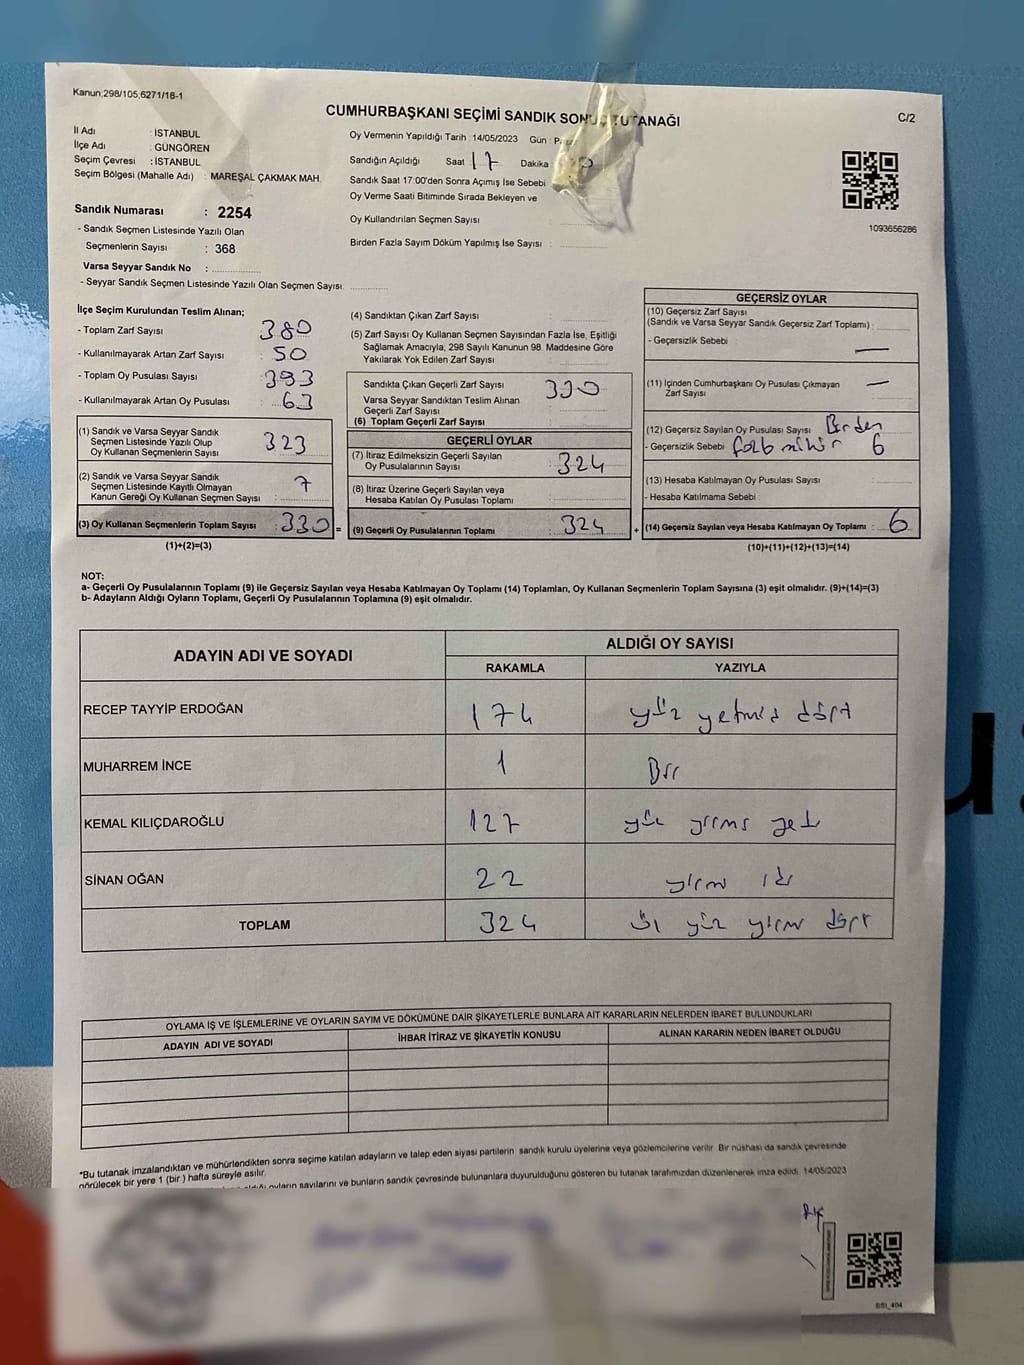 Kanun;298/105,6271/18-1
CUMHURBAŞKANI SEÇİMİ SANDIK SONUÇ TUTANAĞI
C/2
İl Adı : İSTANBUL
İlçe Adı : GÜNGÖREN
Seçim Çevresi : İSTANBUL
Seçim Bölgesi (Mahalle Adı) : MAREŞAL ÇAKMAK MAH.
Sandık Numarası : 2254
- Sandık Seçmen Listesinde Yazılı Olan
Seçmenlerin Sayısı : 368
Varsa Seyyar Sandık No :
- Seyyar Sandık Seçmen Listesinde Yazılı Olan Seçmen Sayısı:
Oy Vermenin Yapıldığı Tarih :14/05/2023 Gün :
Sandığın Açıldığı Saat 17 Dakika
Sandık Saat 17:00'den Sonra Açımış İse Sebebi
Oy Verme Saati Bitiminde Sırada Bekleyen ve
Oy Kullandırılan Seçmen Sayısı :
Birden Fazla Sayım Döküm Yapılmış İse Sayısı :
1093656286
İlçe Seçim Kurulundan Teslim Alınan;
- Toplam Zarf Sayısı 380
- Kullanılmayarak Artan Zarf Sayısı : 50
- Toplam Oy Pusulası Sayısı : 393
- Kullanılmayarak Artan Oy Pusulası : 63
(1) Sandık ve Varsa Seyyar Sandık
Seçmen Listesinde Yazılı Olup
Oy Kullanan Seçmenlerin Sayısı : 323
(2) Sandık ve Varsa Seyyar Sandık
Seçmen Listesinde Kayıtlı Olmayan
Kanun Gereği Oy Kullanan Seçmen Sayısı : 7
(3) Oy Kullanan Seçmenlerin Toplam Sayısı : 330 =
(1)+(2)=(3)
(4) Sandıktan Çıkan Zarf Sayısı :
(5) Zarf Sayısı Oy Kullanan Seçmen Sayısından Fazla İse, Eşitliği
Sağlamak Amacıyla, 298 Sayılı Kanunun 98. Maddesine Göre
Yakılarak Yok Edilen Zarf Sayısı :
Sandıkta Çıkan Geçerli Zarf Sayısı : 330
Varsa Seyyar Sandıktan Teslim Alınan
Geçerli Zarf Sayısı :
(6) Toplam Geçerli Zarf Sayısı :
GEÇERLİ OYLAR
(7) İtiraz Edilmeksizin Geçerli Sayılan
Oy Pusulalarının Sayısı : 324
(8) İtiraz Üzerine Geçerli Sayılan veya
Hesaba Katılan Oy Pusulası Toplamı :
(9) Geçerli Oy Pusulalarının Toplamı : 324 +
GEÇERSİZ OYLAR
(10) Geçersiz Zarf Sayısı
(Sandık ve Varsa Seyyar Sandık Geçersiz Zarf Toplamı) :
- Geçersizlik Sebebi : —
(11) İçinden Cumhurbaşkanı Oy Pusulası Çıkmayan
Zarf Sayısı : —
(12) Geçersiz Sayılan Oy Pusulası Sayısı : Birden
- Geçersizlik Sebebi : 6
(13) Hesaba Katılmayan Oy Pusulası Sayısı :
- Hesaba Katılmama Sebebi :
(14) Geçersiz Sayılan veya Hesaba Katılmayan Oy Toplamı : 6
(10)+(11)+(12)+(13)=(14)
NOT:
a- Geçerli Oy Pusulalarının Toplamı (9) ile Geçersiz Sayılan veya Hesaba Katılmayan Oy Toplamı (14) Toplamları, Oy Kullanan Seçmenlerin Toplam Sayısına (3) eşit olmalıdır. (9)+(14)=(3)
b- Adayların Aldığı Oyların Toplamı, Geçerli Oy Pusulalarının Toplamına (9) eşit olmalıdır.
ADAYIN ADI VE SOYADI
ALDIĞI OY SAYISI
RAKAMLA YAZIYLA
RECEP TAYYİP ERDOĞAN 174 yüz yetmiş dört
MUHARREM İNCE 1 Bir
KEMAL KILIÇDAROĞLU 127 yüz yirmi yedi
SİNAN OĞAN 22 yirmi iki
TOPLAM 324 üç yüz yirmi dört
OYLAMA İŞ VE İŞLEMLERİNE VE OYLARIN SAYIM VE DÖKÜMÜNE DAİR ŞİKAYETLERLE BUNLARA AİT KARARLARIN NELERDEN İBARET BULUNDUKLARI
ADAYIN ADI VE SOYADI İHBAR İTİRAZ VE ŞİKAYETİN KONUSU ALINAN KARARIN NEDEN İBARET OLDUĞU
*Bu tutanak imzalandıktan ve mühürlendikten sonra seçime katılan adayların ve talep eden siyasi partilerin sandık kurulu üyelerine veya gözlemcilerine verilir. Bir nüshası da sandık çevresinde
görülecek bir yere 1 (bir) hafta süreyle asılır.
oyların sayılarını ve bunların sandık çevresinde bulunanlara duyurulduğunu gösteren bu tutanak tarafımızdan düzenlenerek imza edildi. 14/05/2023